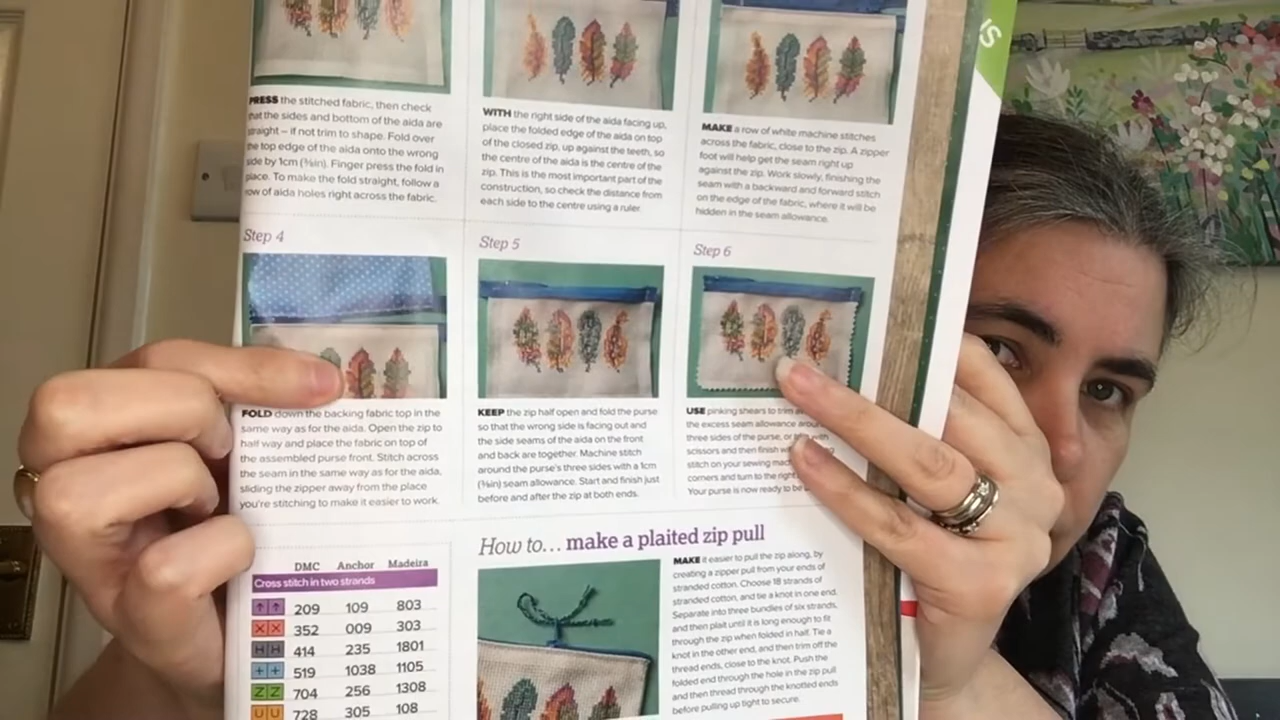 NS
PRESS the stitched fabric, then check
that the sides and bottom of the aida are
straight – if not trim to shape. Fold over
the top edge of the aida onto the wrong
side by 1cm (⅜in). Finger press the fold in
place. To make the fold straight, follow a
row of aida holes right across the fabric.
WITH the right side of the aida facing up,
place the folded edge of the aida on top
of the closed zip, up against the teeth, so
the centre of the aida is the centre of the
zip. This is the most important part of the
construction, so check the distance from
each side to the centre using a ruler.
MAKE a row of white machine stitches
across the fabric, close to the zip. A zipper
foot will help get the seam right up
against the zip. Work slowly, finishing the
seam with a backward and forward stitch
on the edge of the fabric, where it will be
hidden in the seam allowance.
Step 4
FOLD down the backing fabric top in the
same way as for the aida. Open the zip to
half way and place the fabric on top of
the assembled purse front. Stitch across
the seam in the same way as for the aida,
sliding the zipper away from the place
you're stitching to make it easier to work.
Step 5
KEEP the zip half open and fold the purse
so that the wrong side is facing out and
the side seams of the aida on the front
and back are together. Machine stitch
around the purse's three sides with a 1cm
(⅜in) seam allowance. Start and finish just
before and after the zip at both ends.
Step 6
USE pinking shears to trim
the excess seam allowance
three sides of the purse, or with
scissors and then finish
stitch on your sewing
corners and turn to the right
Your purse is now ready to be
DMC Anchor Madeira
Cross stitch in two strands
↑ ↑ 209 109 803
X X 352 009 303
H H 414 235 1801
+ + 519 1038 1105
Z Z 704 256 1308
U U 728 305 108
How to... make a plaited zip pull
MAKE it easier to pull the zip along, by
creating a zipper pull from your ends of
stranded cotton. Choose 18 strands of
stranded cotton, and tie a knot in one end.
Separate into three bundles of six strands,
and then plait until it is long enough to fit
through the zip when folded in half. Tie a
knot in the other end, and then trim off the
thread ends, close to the knot. Push the
folded end through the hole in the zip pull
and then thread through the knotted ends
before pulling up tight to secure.